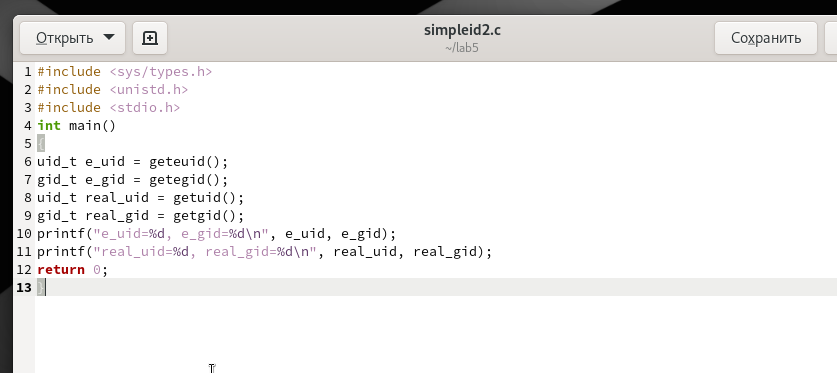 Открыть
simpleid2.c
~/lab5
Сохранить
1 #include <sys/types.h>
2 #include <unistd.h>
3 #include <stdio.h>
4 int main()
5 {
6 uid_t e_uid = geteuid();
7 gid_t e_gid = getegid();
8 uid_t real_uid = getuid();
9 gid_t real_gid = getgid();
10 printf("e_uid=%d, e_gid=%d\n", e_uid, e_gid);
11 printf("real_uid=%d, real_gid=%d\n", real_uid, real_gid);
12 return 0;
13 }